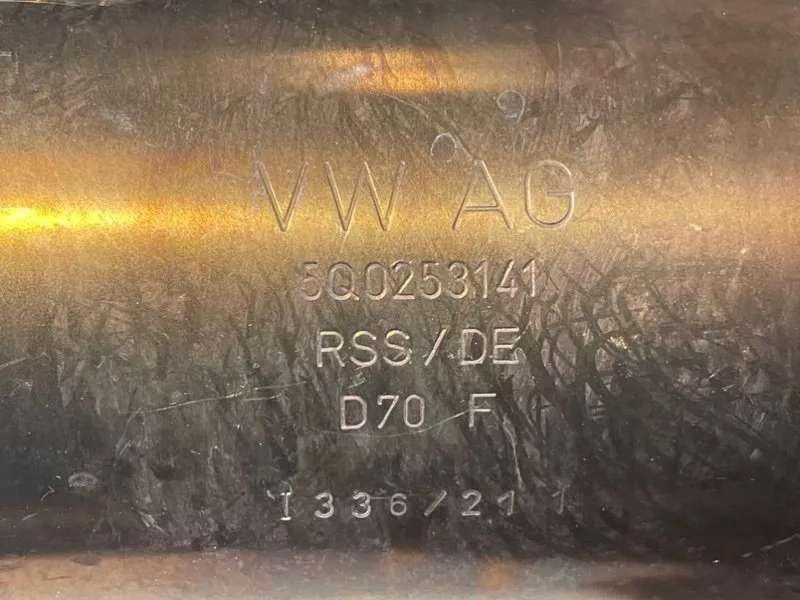 VW AG
5Q0253141
RSS/DE
D70 F
I 336/21 1